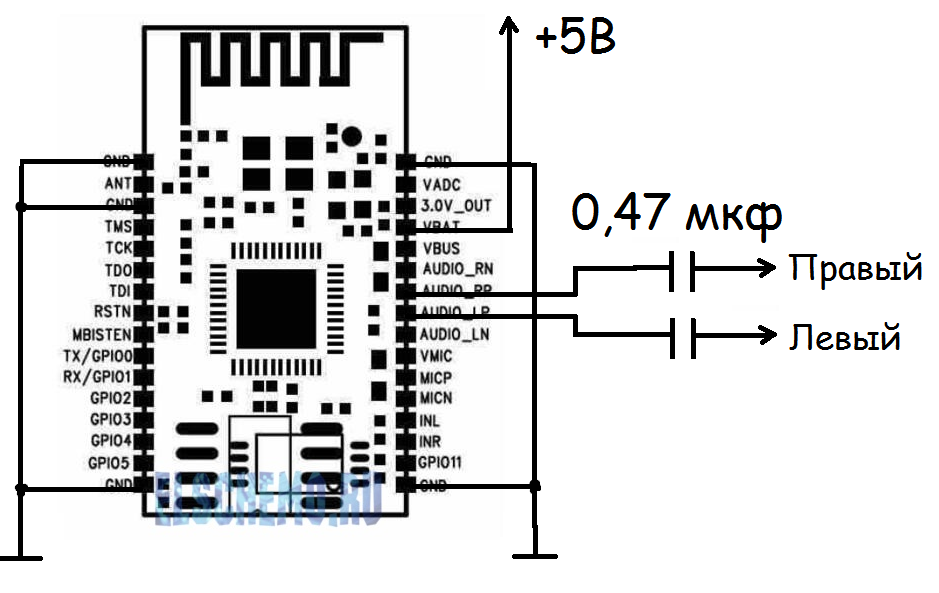 +5В
GND
ANT
GND
TMS
TCK
TDO
TDI
RSTN
MBISTEN
TX/GPIO0
RX/GPIO1
GPIO2
GPIO3
GPIO4
GPIO5
GND
GND
VADC
3.0V_OUT
VBAT
VBUS
AUDIO_RN
AUDIO_RP
AUDIO_LP
AUDIO_LN
VMIC
MICP
MICN
INL
INR
GPIO11
GND
0,47 мкф
Правый
Левый
ELSCHEMO.RU